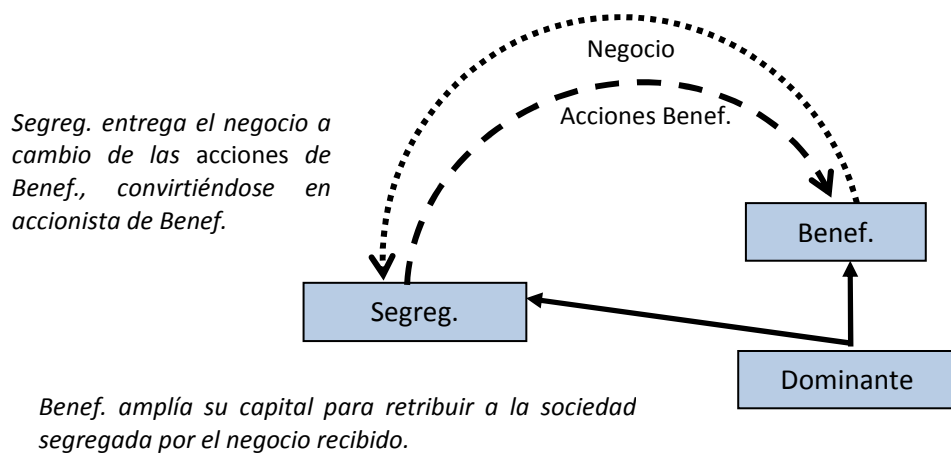 Negocio
Acciones Benef.
Segreg. entrega el negocio a
cambio de las acciones de
Benef., convirtiéndose en
accionista de Benef.
Benef.
Segreg.
Dominante
Benef. amplía su capital para retribuir a la sociedad
segregada por el negocio recibido.